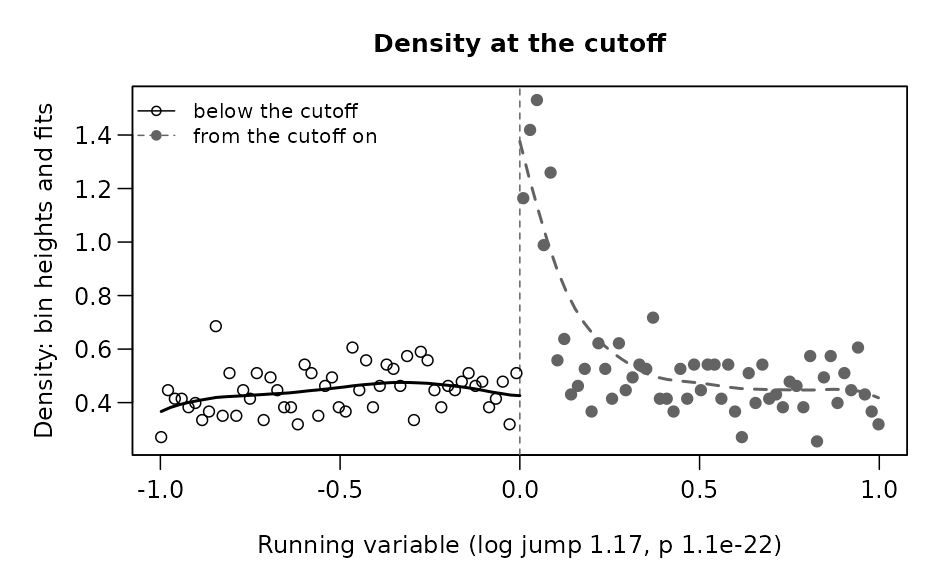 Density at the cutoff
below the cutoff
from the cutoff on
Density: bin heights and fits
1.4
1.2
1.0
0.8
0.6
0.4
-1.0
-0.5
0.0
0.5
1.0
Running variable (log jump 1.17, p 1.1e-22)